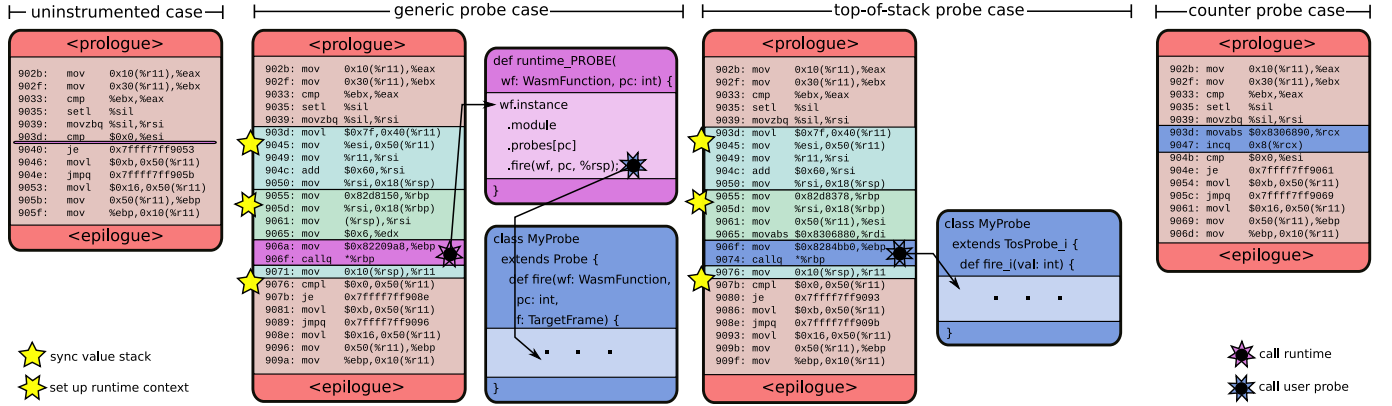 uninstrumented case
<prologue>
902b: mov 0x10(%r11),%eax
902f: mov 0x30(%r11),%ebx
9033: cmp %ebx,%eax
9035: setl %sil
9039: movzbq %sil,%rsi
903d: cmp $0x0,%esi
9040: je 0x7ffff7ff9053
9046: movl $0xb,0x50(%r11)
904e: jmpq 0x7ffff7ff905b
9053: movl $0x16,0x50(%r11)
905b: mov 0x50(%r11),%ebp
905f: mov %ebp,0x10(%r11)
<epilogue>
sync value stack
set up runtime context
generic probe case
<prologue>
902b: mov 0x10(%r11),%eax
902f: mov 0x30(%r11),%ebx
9033: cmp %ebx,%eax
9035: setl %sil
9039: movzbq %sil,%rsi
903d: movl $0x7f,0x40(%r11)
9045: mov %esi,0x50(%r11)
9049: mov %r11,%rsi
904c: add $0x60,%rsi
9050: mov %rsi,0x18(%rsp)
9055: mov 0x82d8150,%rbp
905d: mov %rsi,0x18(%rbp)
9061: mov (%rsp),%rsi
9065: mov $0x6,%edx
906a: mov $0x82209a8,%ebp
906f: callq *%rbp
9071: mov 0x10(%rsp),%r11
9076: cmpl $0x0,0x50(%r11)
907b: je 0x7ffff7ff908e
9081: movl $0xb,0x50(%r11)
9089: jmpq 0x7ffff7ff9096
908e: movl $0x16,0x50(%r11)
9096: mov 0x50(%r11),%ebp
909a: mov %ebp,0x10(%r11)
<epilogue>
def runtime_PROBE(
wf: WasmFunction, pc: int) {
wf.instance
.module
.probes[pc]
.fire(wf, pc, %rsp);
}
class MyProbe
extends Probe {
def fire(wf: WasmFunction,
pc: int,
f: TargetFrame) {
. . .
}
top-of-stack probe case
<prologue>
902b: mov 0x10(%r11),%eax
902f: mov 0x30(%r11),%ebx
9033: cmp %ebx,%eax
9035: setl %sil
9039: movzbq %sil,%rsi
903d: movl $0x7f,0x40(%r11)
9045: mov %esi,0x50(%r11)
9049: mov %r11,%rsi
904c: add $0x60,%rsi
9050: mov %rsi,0x18(%rsp)
9055: mov 0x82d8378,%rbp
905d: mov %rsi,0x18(%rbp)
9061: mov 0x50(%r11),%esi
9065: movabs $0x8306880,%rdi
906f: mov $0x8284bb0,%ebp
9074: callq *%rbp
9076: mov 0x10(%rsp),%r11
907b: cmpl $0x0,0x50(%r11)
9080: je 0x7ffff7ff9093
9086: movl $0xb,0x50(%r11)
908e: jmpq 0x7ffff7ff909b
9093: movl $0x16,0x50(%r11)
909b: mov 0x50(%r11),%ebp
909f: mov %ebp,0x10(%r11)
<epilogue>
class MyProbe
extends TosProbe_i {
def fire_i(val: int) {
. . .
}
counter probe case
<prologue>
902b: mov 0x10(%r11),%eax
902f: mov 0x30(%r11),%ebx
9033: cmp %ebx,%eax
9035: setl %sil
9039: movzbq %sil,%rsi
903d: movabs $0x8306890,%rcx
9047: incq 0x8(%rcx)
904b: cmp $0x0,%esi
904e: je 0x7ffff7ff9061
9054: movl $0xb,0x50(%r11)
905c: jmpq 0x7ffff7ff9069
9061: movl $0x16,0x50(%r11)
9069: mov 0x50(%r11),%ebp
906d: mov %ebp,0x10(%r11)
<epilogue>
call runtime
call user probe